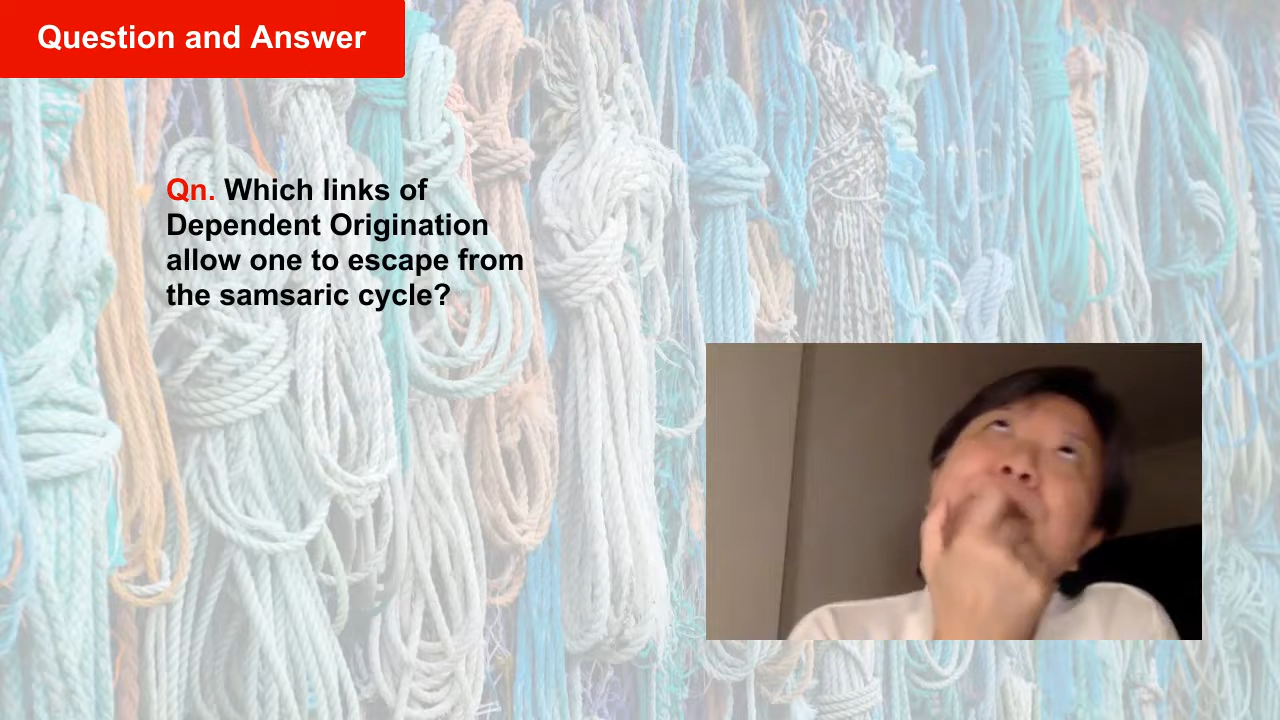 Question and Answer
Qn. Which links of
Dependent Origination
allow one to escape from
the samsaric cycle?